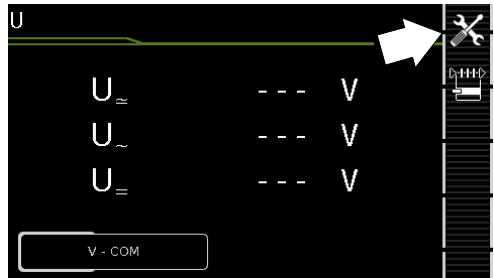 U
U≂ - - - V
U~ - - - V
U= - - - V
V - COM